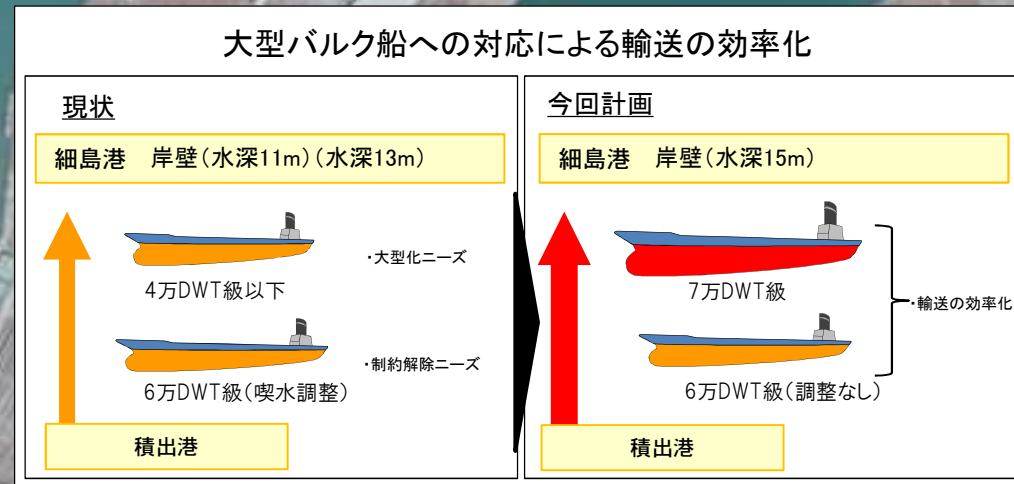 大型バルク船への対応による輸送の効率化
現状
細島港　岸壁(水深11m)(水深13m)
・大型化ニーズ
4万DWT級以下
・制約解除ニーズ
6万DWT級(喫水調整)
積出港
今回計画
細島港　岸壁(水深15m)
7万DWT級
・輸送の効率化
6万DWT級(調整なし)
積出港